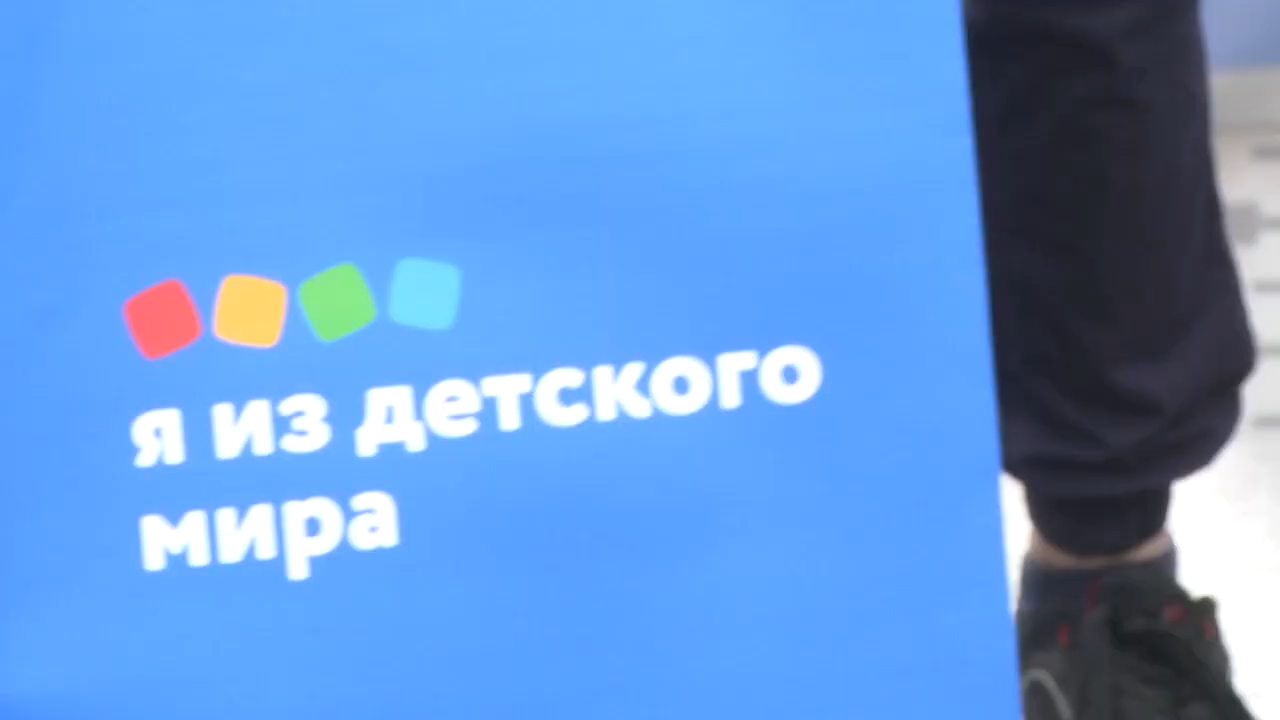 я из детского
мира